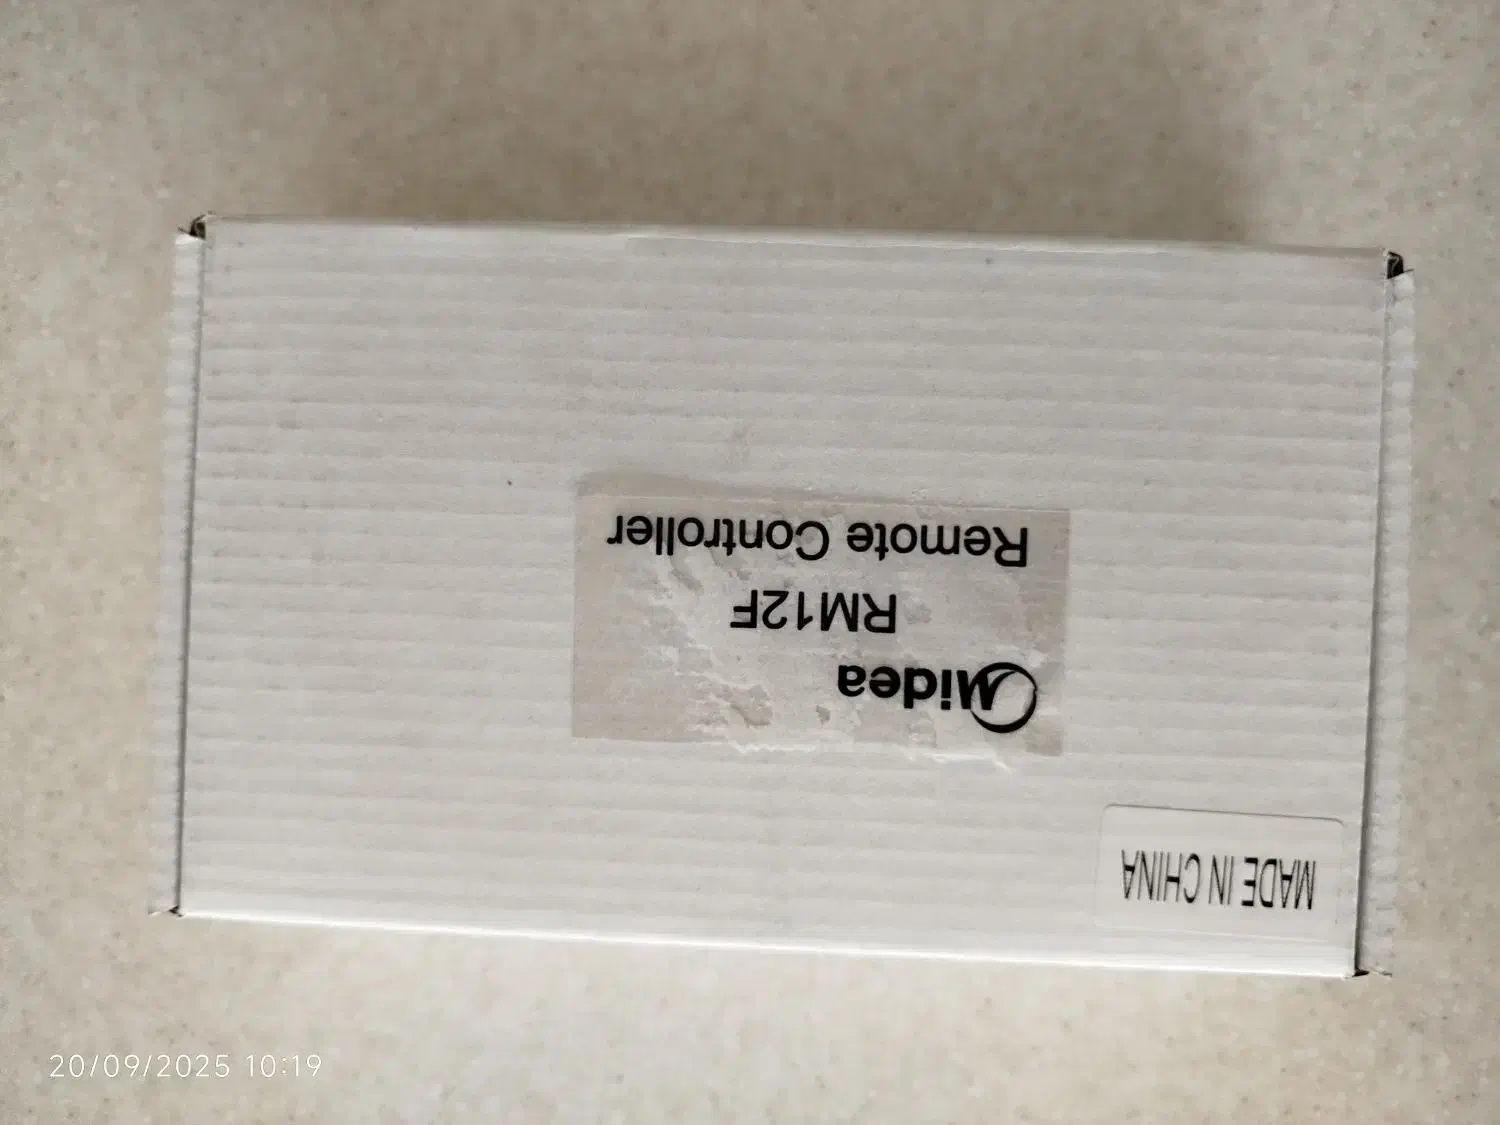 Midea
RM12F
Remote Controller
MADE IN CHINA
20/09/2025 10:19